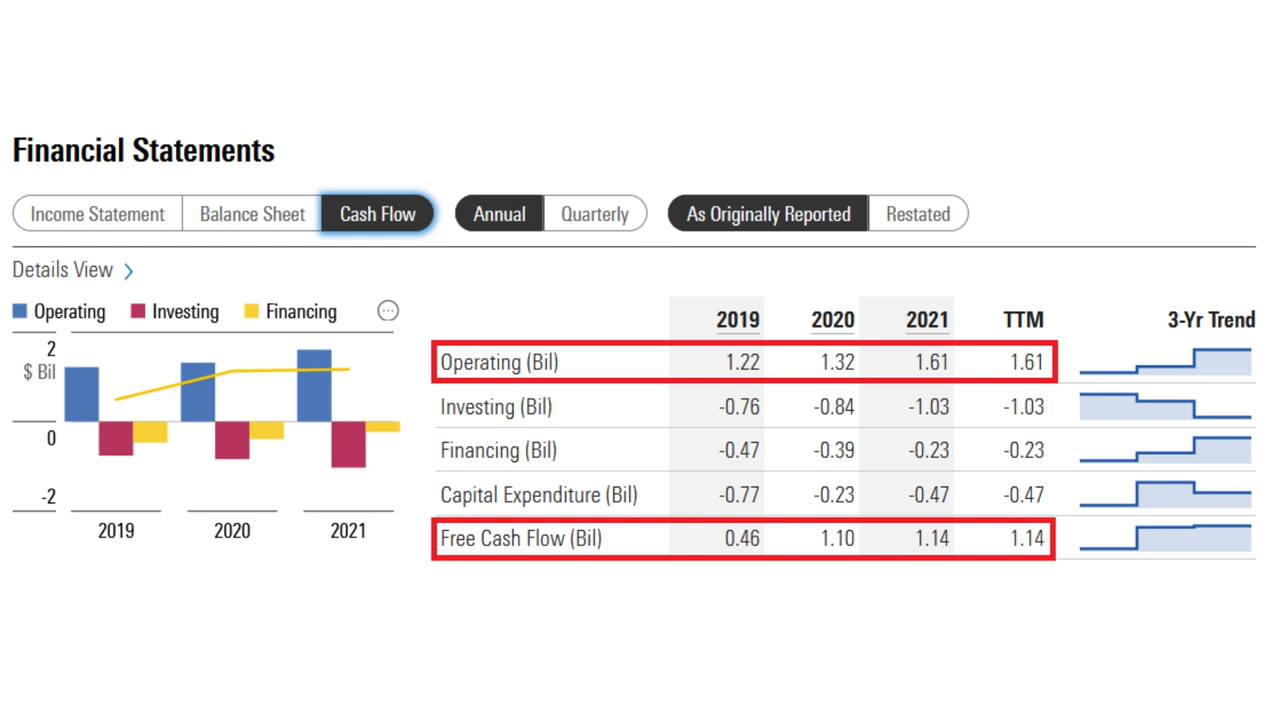 Financial Statements
Income Statement Balance Sheet Cash Flow Annual Quarterly As Originally Reported Restated
Details View
Operating Investing Financing
2
$ Bil
0
-2
2019 2020 2021
2019 2020 2021 TTM 3-Yr Trend
Operating (Bil) 1.22 1.32 1.61 1.61
Investing (Bil) -0.76 -0.84 -1.03 -1.03
Financing (Bil) -0.47 -0.39 -0.23 -0.23
Capital Expenditure (Bil) -0.77 -0.23 -0.47 -0.47
Free Cash Flow (Bil) 0.46 1.10 1.14 1.14